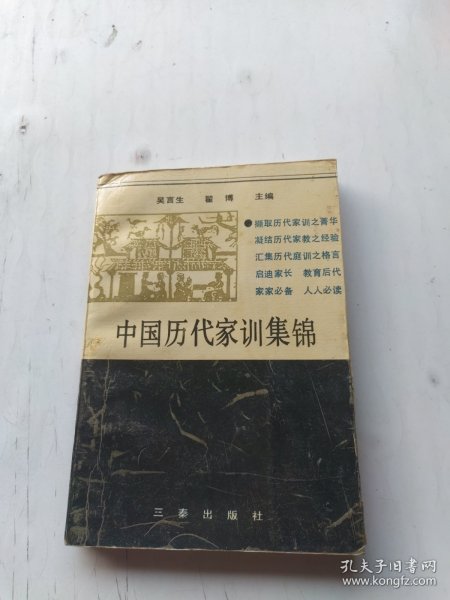 吴言生 翟博 主编
●撷取历代家训之菁华
凝结历代家教之经验
汇集历代庭训之格言
启迪家长 教育后代
家家必备 人人必读
中国历代家训集锦
三秦出版社
孔夫子旧书网
www.kongfz.com